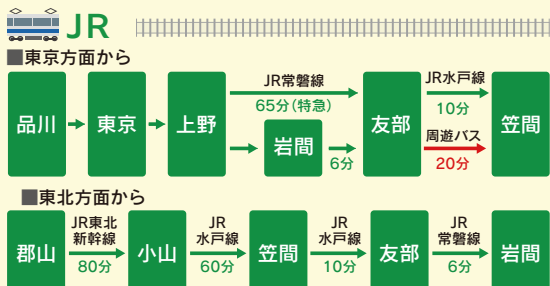 JR
■東京方面から
品川
東京
上野
JR常磐線
65分(特急)
岩間
6分
友部
JR水戸線
10分
周遊バス
20分
笠間
■東北方面から
郡山
JR東北
新幹線
80分
小山
JR
水戸線
60分
笠間
JR
水戸線
10分
友部
JR
常磐線
6分
岩間